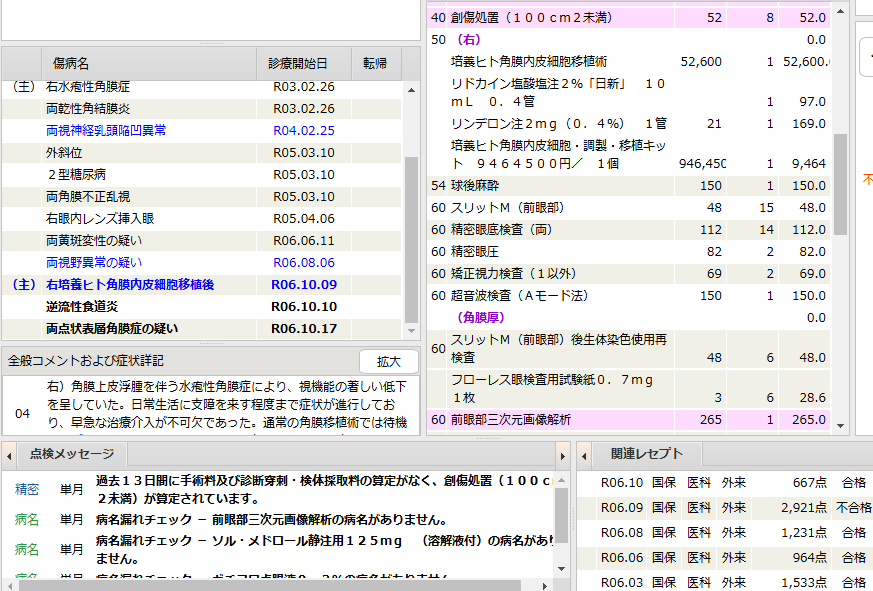 傷病名 診療開始日 転帰
（主） 右水疱性角膜症 R03.02.26
両乾性角結膜炎 R03.02.26
両視神経乳頭陥凹異常 R04.02.25
外斜位 R05.03.10
２型糖尿病 R05.03.10
両角膜不正乱視 R05.03.10
右眼内レンズ挿入眼 R05.04.06
両黄斑変性の疑い R06.06.11
両視野異常の疑い R06.08.06
（主） 右培養ヒト角膜内皮細胞移植後 R06.10.09
逆流性食道炎 R06.10.10
両点状表層角膜症の疑い R06.10.17
全般コメントおよび症状詳記 拡大
04 右）角膜上皮浮腫を伴う水疱性角膜症により、視機能の著しい低下
を呈していた。日常生活に支障を来す程度まで症状が進行してお
り、早急な治療介入が不可欠であった。通常の角膜移植術では待機
40 創傷処置（１００ｃｍ２未満） 52 8 52.0
50 （右） 0.0
培養ヒト角膜内皮細胞移植術 52,600 1 52,600.
リドカイン塩酸塩注２％「日新」 １０
ｍＬ ０．４管 1 97.0
リンデロン注２ｍｇ（０．４％） １管 21 1 169.0
培養ヒト角膜内皮細胞・調製・移植キッ
ト ９４６４５００円／ １個 946,450 1 9,464
54 球後麻酔 150 1 150.0
60 スリットＭ（前眼部） 48 15 48.0
60 精密眼底検査（両） 112 14 112.0
60 精密眼圧 82 2 82.0
60 矯正視力検査（１以外） 69 2 69.0
60 超音波検査（Ａモード法） 150 1 150.0
（角膜厚） 0.0
60 スリットＭ（前眼部）後生体染色使用再
検査 48 6 48.0
フローレス眼検査用試験紙０．７ｍｇ
１枚 3 6 28.6
60 前眼部三次元画像解析 265 1 265.0
不
点検メッセージ
精密 単月 過去１３日間に手術料及び診断穿刺・検体採取料の算定がなく、創傷処置（１００ｃ
２未満）が算定されています。
病名 単月 病名漏れチェック － 前眼部三次元画像解析の病名がありません。
病名 単月 病名漏れチェック － ソル・メドロール静注用１２５ｍｇ （溶解液付）の病名があり
ません。
関連レセプト
R06.10 国保 医科 外来 667点 合格
R06.09 国保 医科 外来 2,921点 不合格
R06.08 国保 医科 外来 1,231点 合格
R06.06 国保 医科 外来 964点 合格
R06.03 国保 医科 外来 1,533点 合格